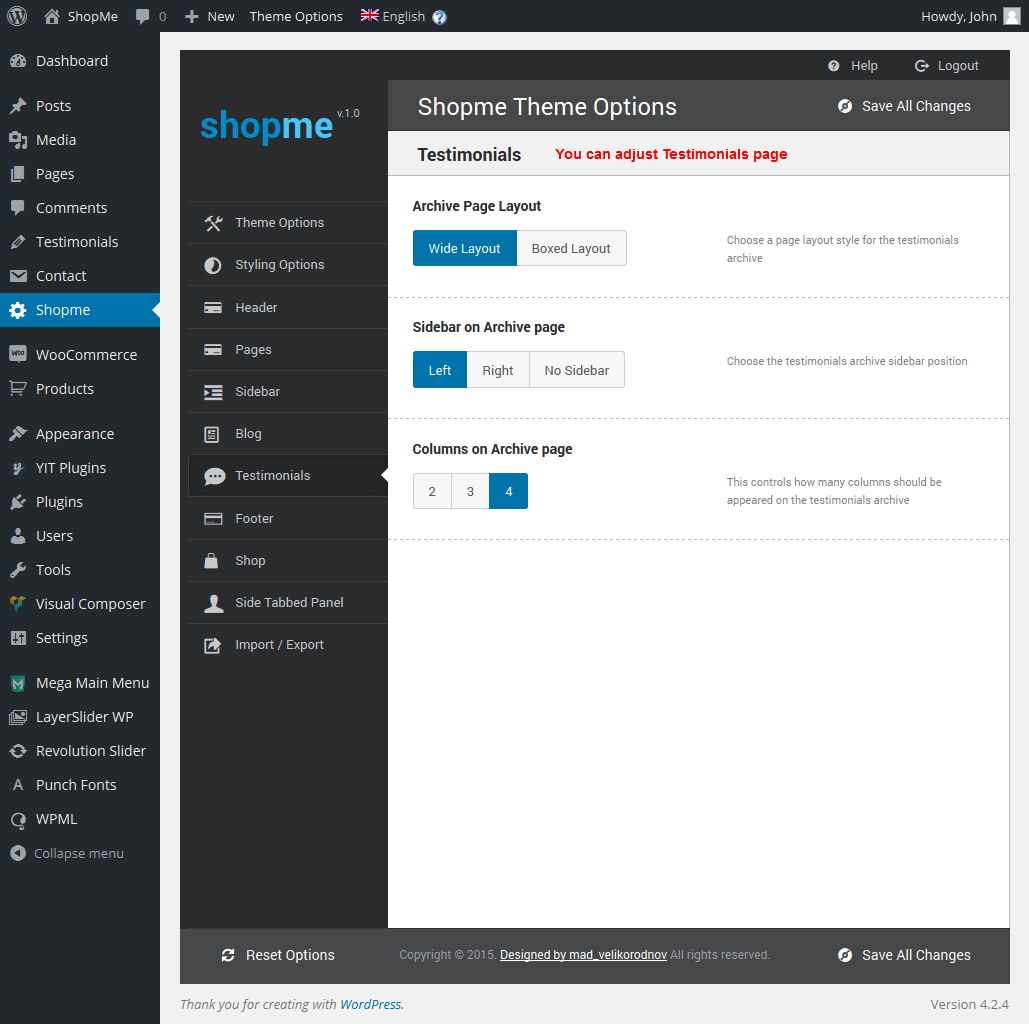 ShopMe 0 New Theme Options English Howdy, John
Dashboard
Posts
Media
Pages
Comments
Testimonials
Contact
Shopme
WooCommerce
Products
Appearance
YIT Plugins
Plugins
Users
Tools
Visual Composer
Settings
Mega Main Menu
LayerSlider WP
Revolution Slider
Punch Fonts
WPML
Collapse menu
Help Logout
shopme v.1.0
Shopme Theme Options Save All Changes
Theme Options
Styling Options
Header
Pages
Sidebar
Blog
Testimonials
Footer
Shop
Side Tabbed Panel
Import / Export
Testimonials You can adjust Testimonials page
Archive Page Layout
Wide Layout Boxed Layout
Choose a page layout style for the testimonials
archive
Sidebar on Archive page
Left Right No Sidebar
Choose the testimonials archive sidebar position
Columns on Archive page
2 3 4
This controls how many columns should be
appeared on the testimonials archive
Reset Options Copyright © 2015. Designed by mad_velikorodnov All rights reserved. Save All Changes
Thank you for creating with WordPress. Version 4.2.4